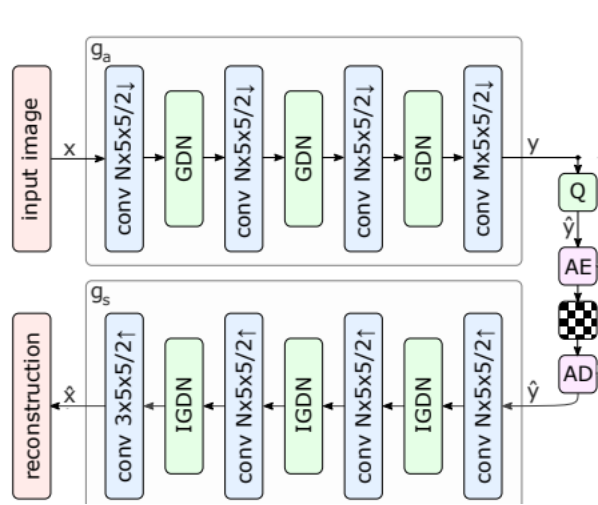 g_a
input image
x
conv Nx5x5/2↓
GDN
conv Nx5x5/2↓
GDN
conv Nx5x5/2↓
GDN
conv Mx5x5/2↓
y
Q
ŷ
AE
AD
g_s
reconstruction
x̂
conv 3x5x5/2↑
IGDN
conv Nx5x5/2↑
IGDN
conv Nx5x5/2↑
IGDN
conv Nx5x5/2↑
ŷ